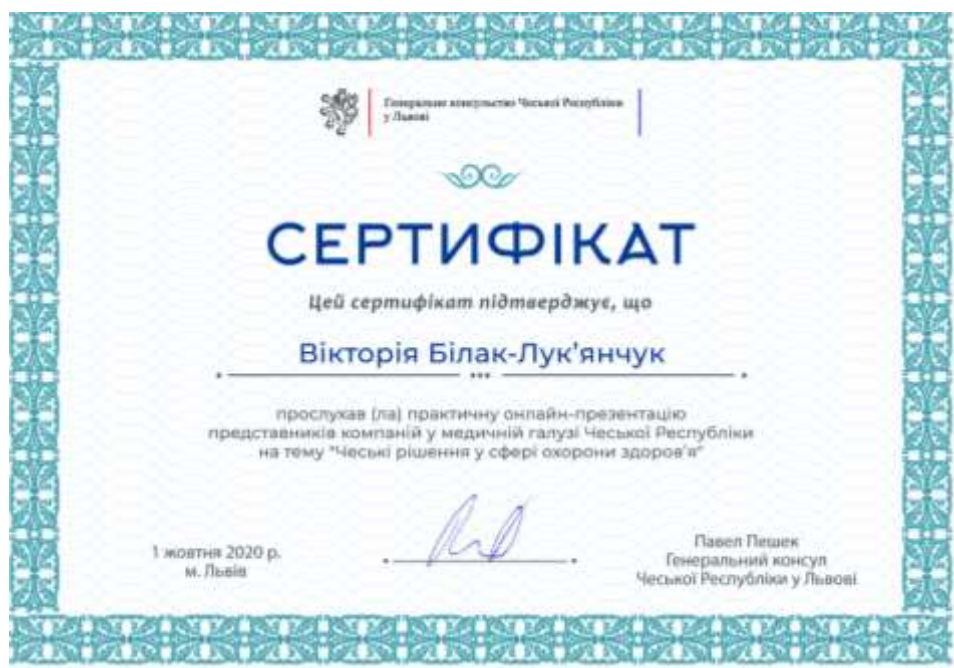 Генеральне консульство Чеської Республіки
у Львові
СЕРТИФІКАТ
Цей сертифікат підтверджує, що
Вікторія Білак-Лук'янчук
прослухав (ла) практичну онлайн-презентацію
представників компаній у медичній галузі Чеської Республіки
на тему "Чеські рішення у сфері охорони здоров'я"
1 жовтня 2020 р.
м. Львів
Павел Пешек
Генеральний консул
Чеської Республіки у Львові